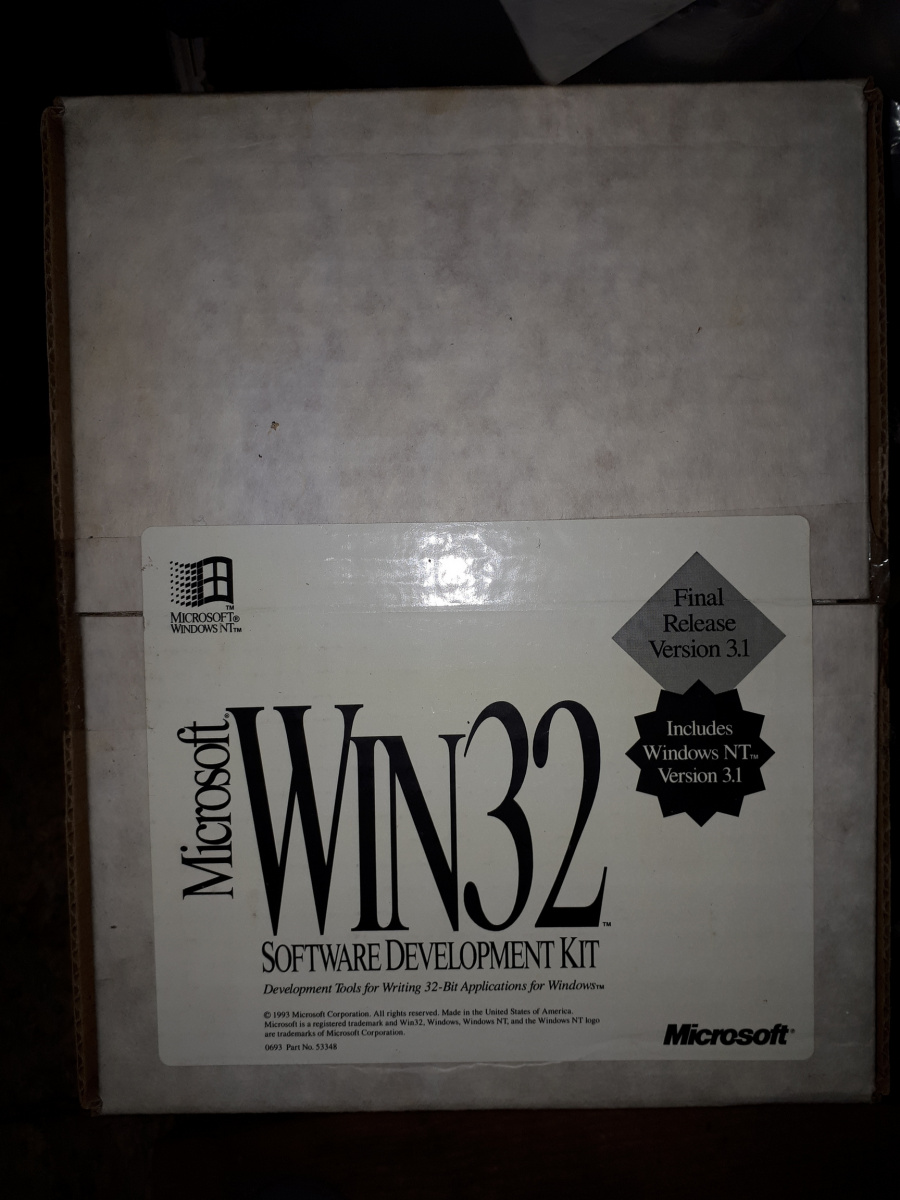 MICROSOFT®
WINDOWS NT™
Final
Release
Version 3.1
Includes
Windows NT™
Version 3.1
Microsoft®
WIN32™
SOFTWARE DEVELOPMENT KIT
Development Tools for Writing 32-Bit Applications for Windows™
© 1993 Microsoft Corporation. All rights reserved. Made in the United States of America.
Microsoft is a registered trademark and Win32, Windows, Windows NT, and the Windows NT logo
are trademarks of Microsoft Corporation.
0693 Part No. 53348
Microsoft®